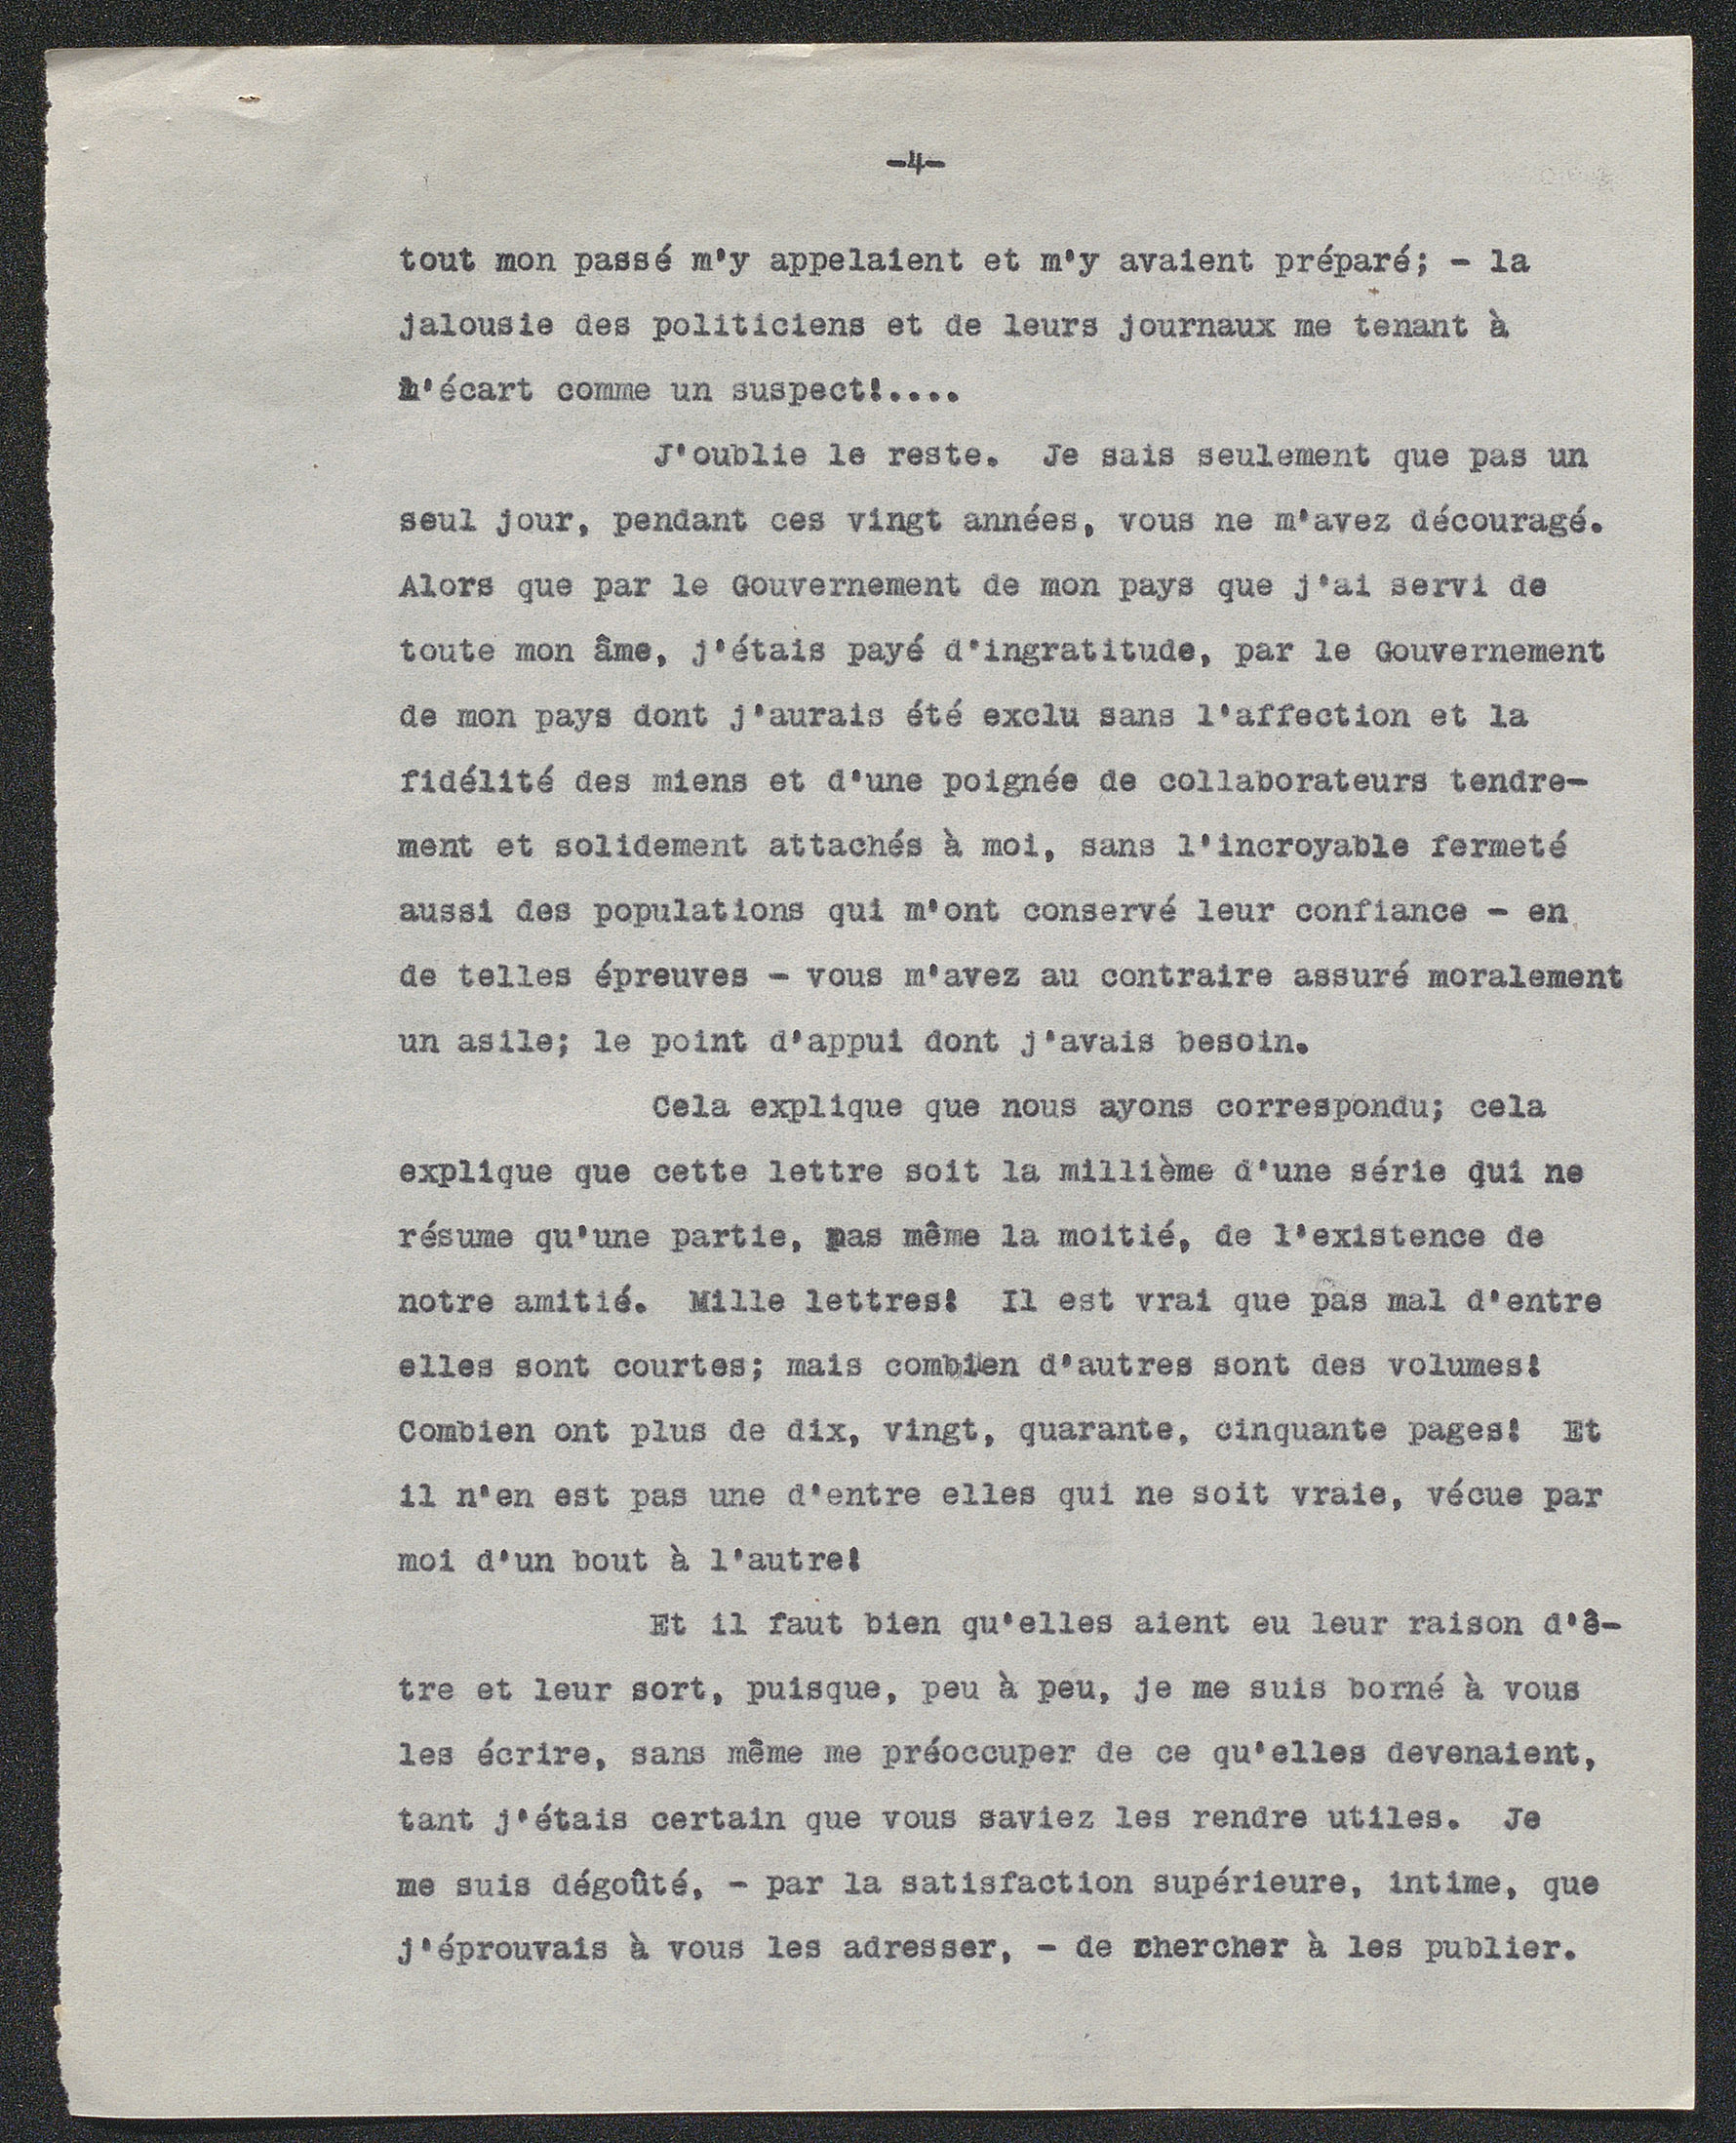 -4-
tout mon passé m'y appelaient et m'y avaient préparé; - la
jalousie des politiciens et de leurs journaux me tenant à
l'écart comme un suspect!....
J'oublie le reste. Je sais seulement que pas un
seul jour, pendant ces vingt années, vous ne m'avez découragé.
Alors que par le Gouvernement de mon pays que j'ai servi de
toute mon âme, j'étais payé d'ingratitude, par le Gouvernement
de mon pays dont j'aurais été exclu sans l'affection et la
fidélité des miens et d'une poignée de collaborateurs tendre-
ment et solidement attachés à moi, sans l'incroyable fermeté
aussi des populations qui m'ont conservé leur confiance - en
de telles épreuves - vous m'avez au contraire assuré moralement
un asile; le point d'appui dont j'avais besoin.
Cela explique que nous ayons correspondu; cela
explique que cette lettre soit la millième d'une série qui ne
résume qu'une partie, pas même la moitié, de l'existence de
notre amitié. Mille lettres! Il est vrai que pas mal d'entre
elles sont courtes; mais combien d'autres sont des volumes!
Combien ont plus de dix, vingt, quarante, cinquante pages! Et
il n'en est pas une d'entre elles qui ne soit vraie, vécue par
moi d'un bout à l'autre!
Et il faut bien qu'elles aient eu leur raison d'ê-
tre et leur sort, puisque, peu à peu, je me suis borné à vous
les écrire, sans même me préoccuper de ce qu'elles devenaient,
tant j'étais certain que vous saviez les rendre utiles. Je
me suis dégoûté, - par la satisfaction supérieure, intime, que
j'éprouvais à vous les adresser, - de chercher à les publier.